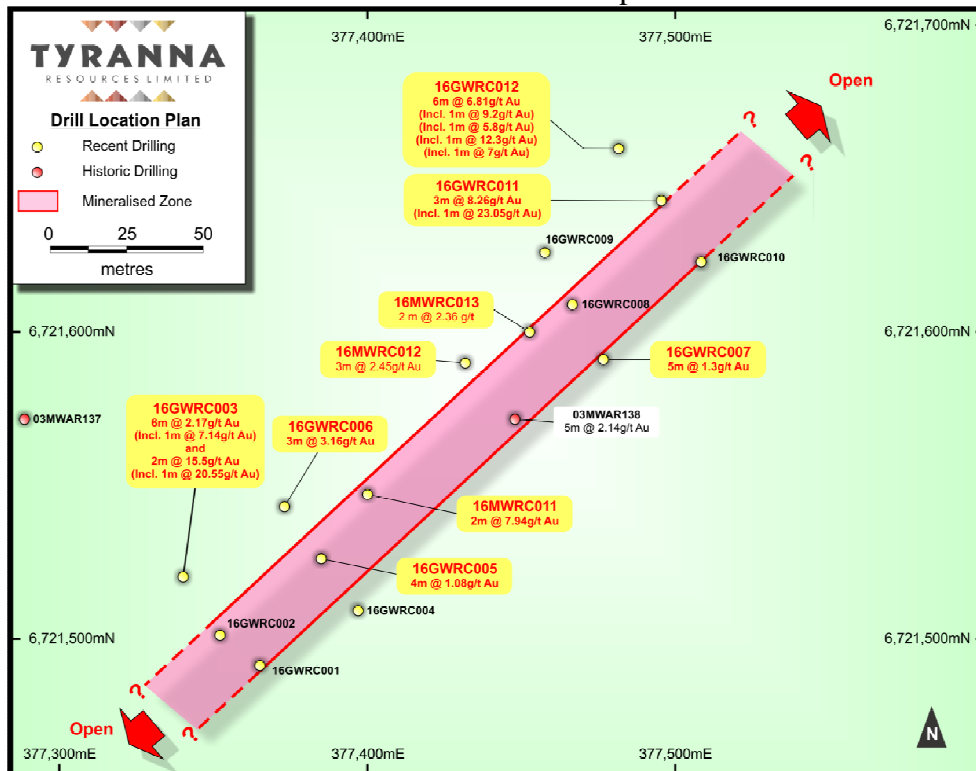 TYRANNA
RESOURCES LIMITED
Drill Location Plan
Recent Drilling
Historic Drilling
Mineralised Zone
0 25 50
metres
377,400mE
377,500mE
6,721,700mN
Open
?
?
16GWRC012
6m @ 6.81g/t Au
(Incl. 1m @ 9.2g/t Au)
(Incl. 1m @ 5.8g/t Au)
(Incl. 1m @ 12.3g/t Au)
(Incl. 1m @ 7g/t Au)
16GWRC011
3m @ 8.26g/t Au
(Incl. 1m @ 23.05g/t Au)
16GWRC009
16GWRC010
16GWRC008
16MWRC013
2 m @ 2.36 g/t
6,721,600mN
6,721,600mN
16MWRC012
3m @ 2.45g/t Au
16GWRC007
5m @ 1.3g/t Au
03MWAR137
03MWAR138
5m @ 2.14g/t Au
16GWRC003
6m @ 2.17g/t Au
(Incl. 1m @ 7.14g/t Au)
and
2m @ 15.5g/t Au
(Incl. 1m @ 20.55g/t Au)
16GWRC006
3m @ 3.16g/t Au
16MWRC011
2m @ 7.94g/t Au
16GWRC005
4m @ 1.08g/t Au
16GWRC004
16GWRC002
6,721,500mN
6,721,500mN
16GWRC001
?
?
Open
N
377,300mE
377,400mE
377,500mE